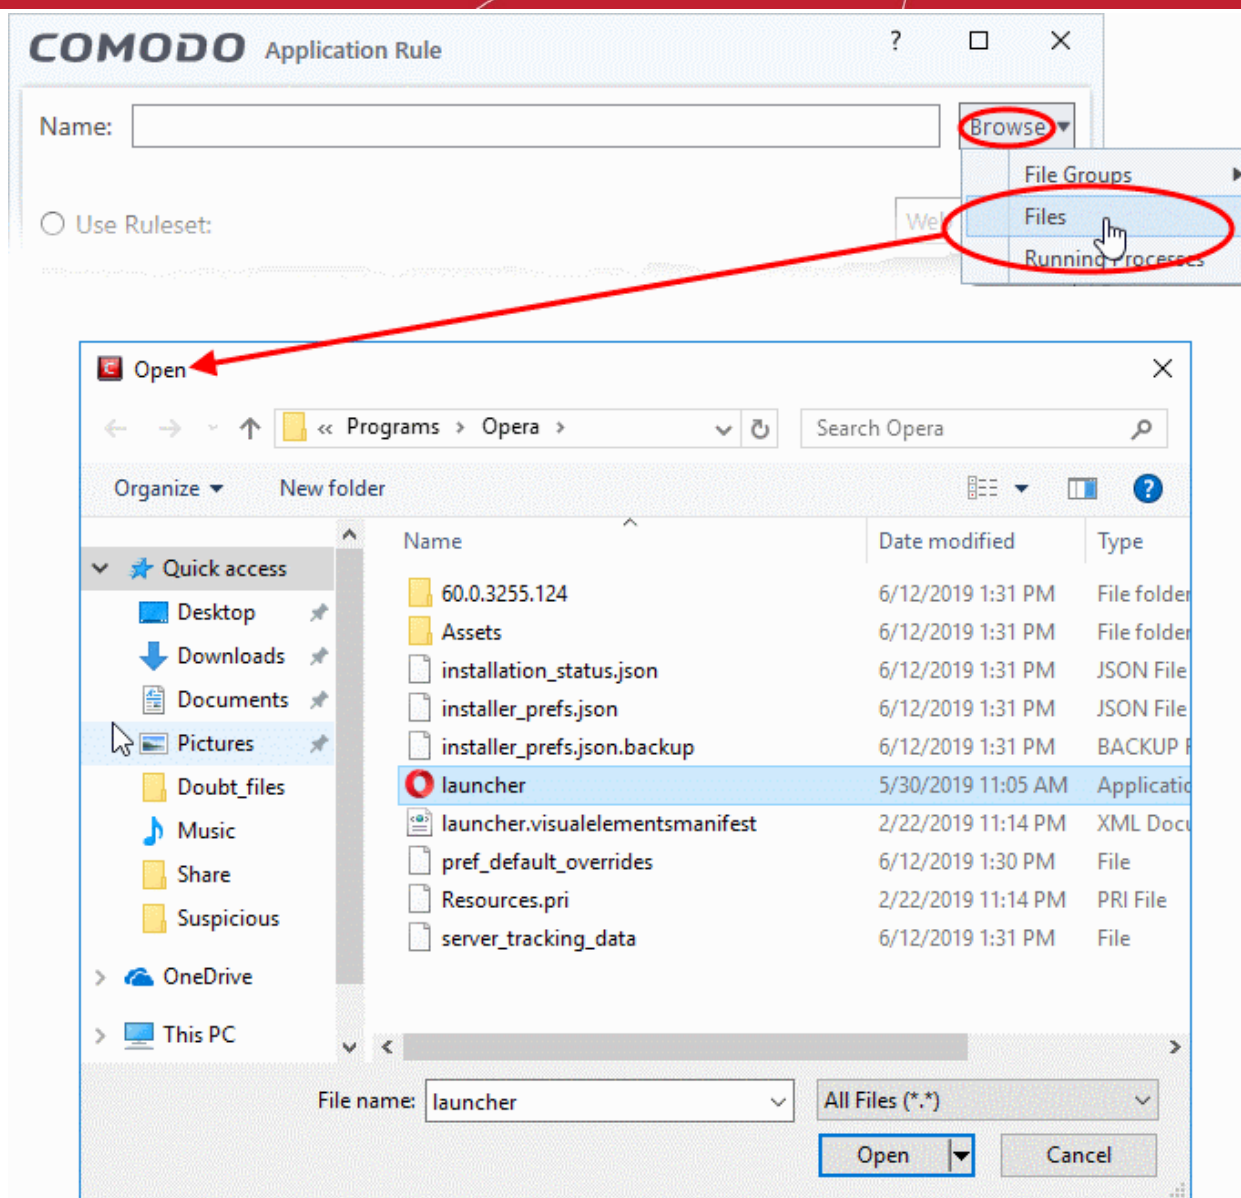 COMODO Application Rule ?
Name: Browse
File Groups
Files
Use Ruleset:
Running Processes
Open
« Programs > Opera > Search Opera
Organize New folder ?
Name Date modified Type
Quick access
Desktop
Downloads
Documents
Pictures
Doubt_files
Music
Share
Suspicious
OneDrive
This PC
60.0.3255.124 6/12/2019 1:31 PM File folder
Assets 6/12/2019 1:31 PM File folder
installation_status.json 6/12/2019 1:31 PM JSON File
installer_prefs.json 6/12/2019 1:31 PM JSON File
installer_prefs.json.backup 6/12/2019 1:31 PM BACKUP
launcher 5/30/2019 11:05 AM Applicatic
launcher.visualelementsmanifest 2/22/2019 11:14 PM XML Docu
pref_default_overrides 6/12/2019 1:30 PM File
Resources.pri 2/22/2019 11:14 PM PRI File
server_tracking_data 6/12/2019 1:31 PM File
File name: launcher All Files (*.*)
Open Cancel